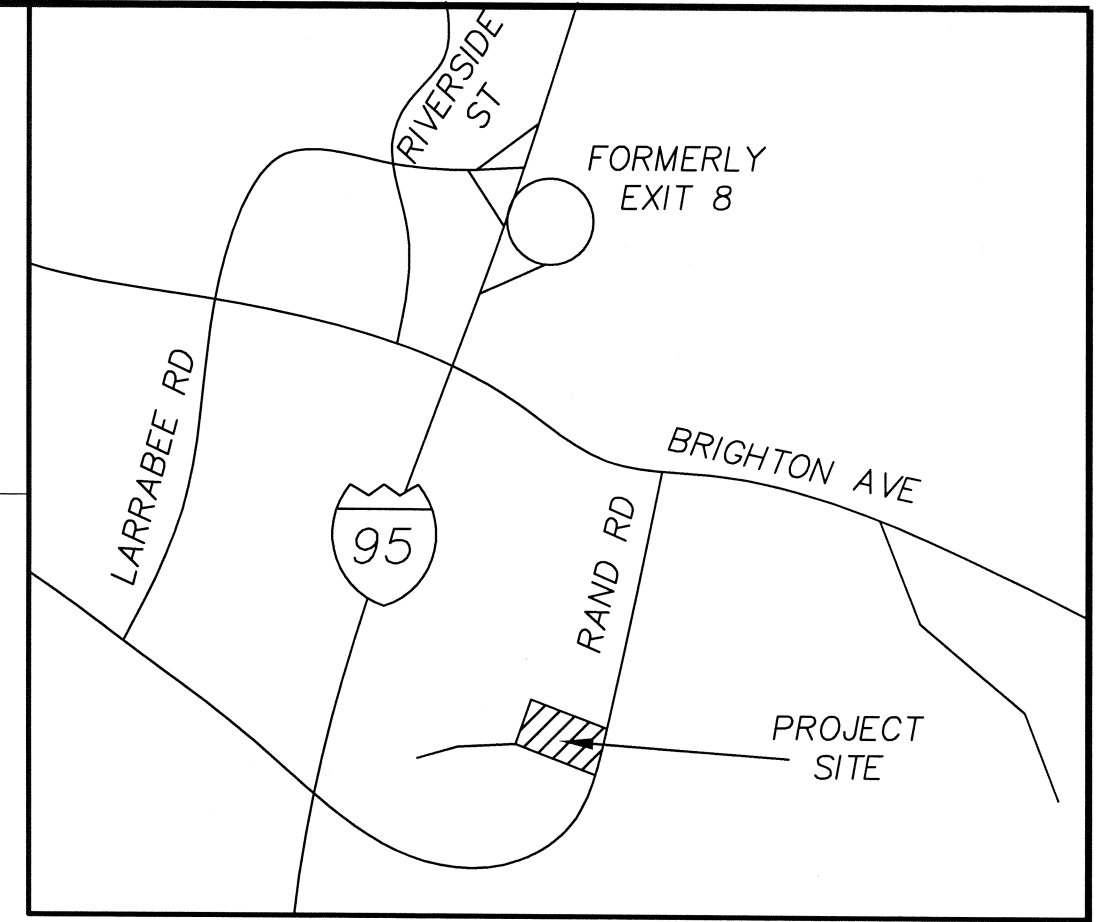 RIVERSIDE
ST
FORMERLY
EXIT 8
LARRABEE RD
BRIGHTON AVE
95
RAND RD
PROJECT
SITE